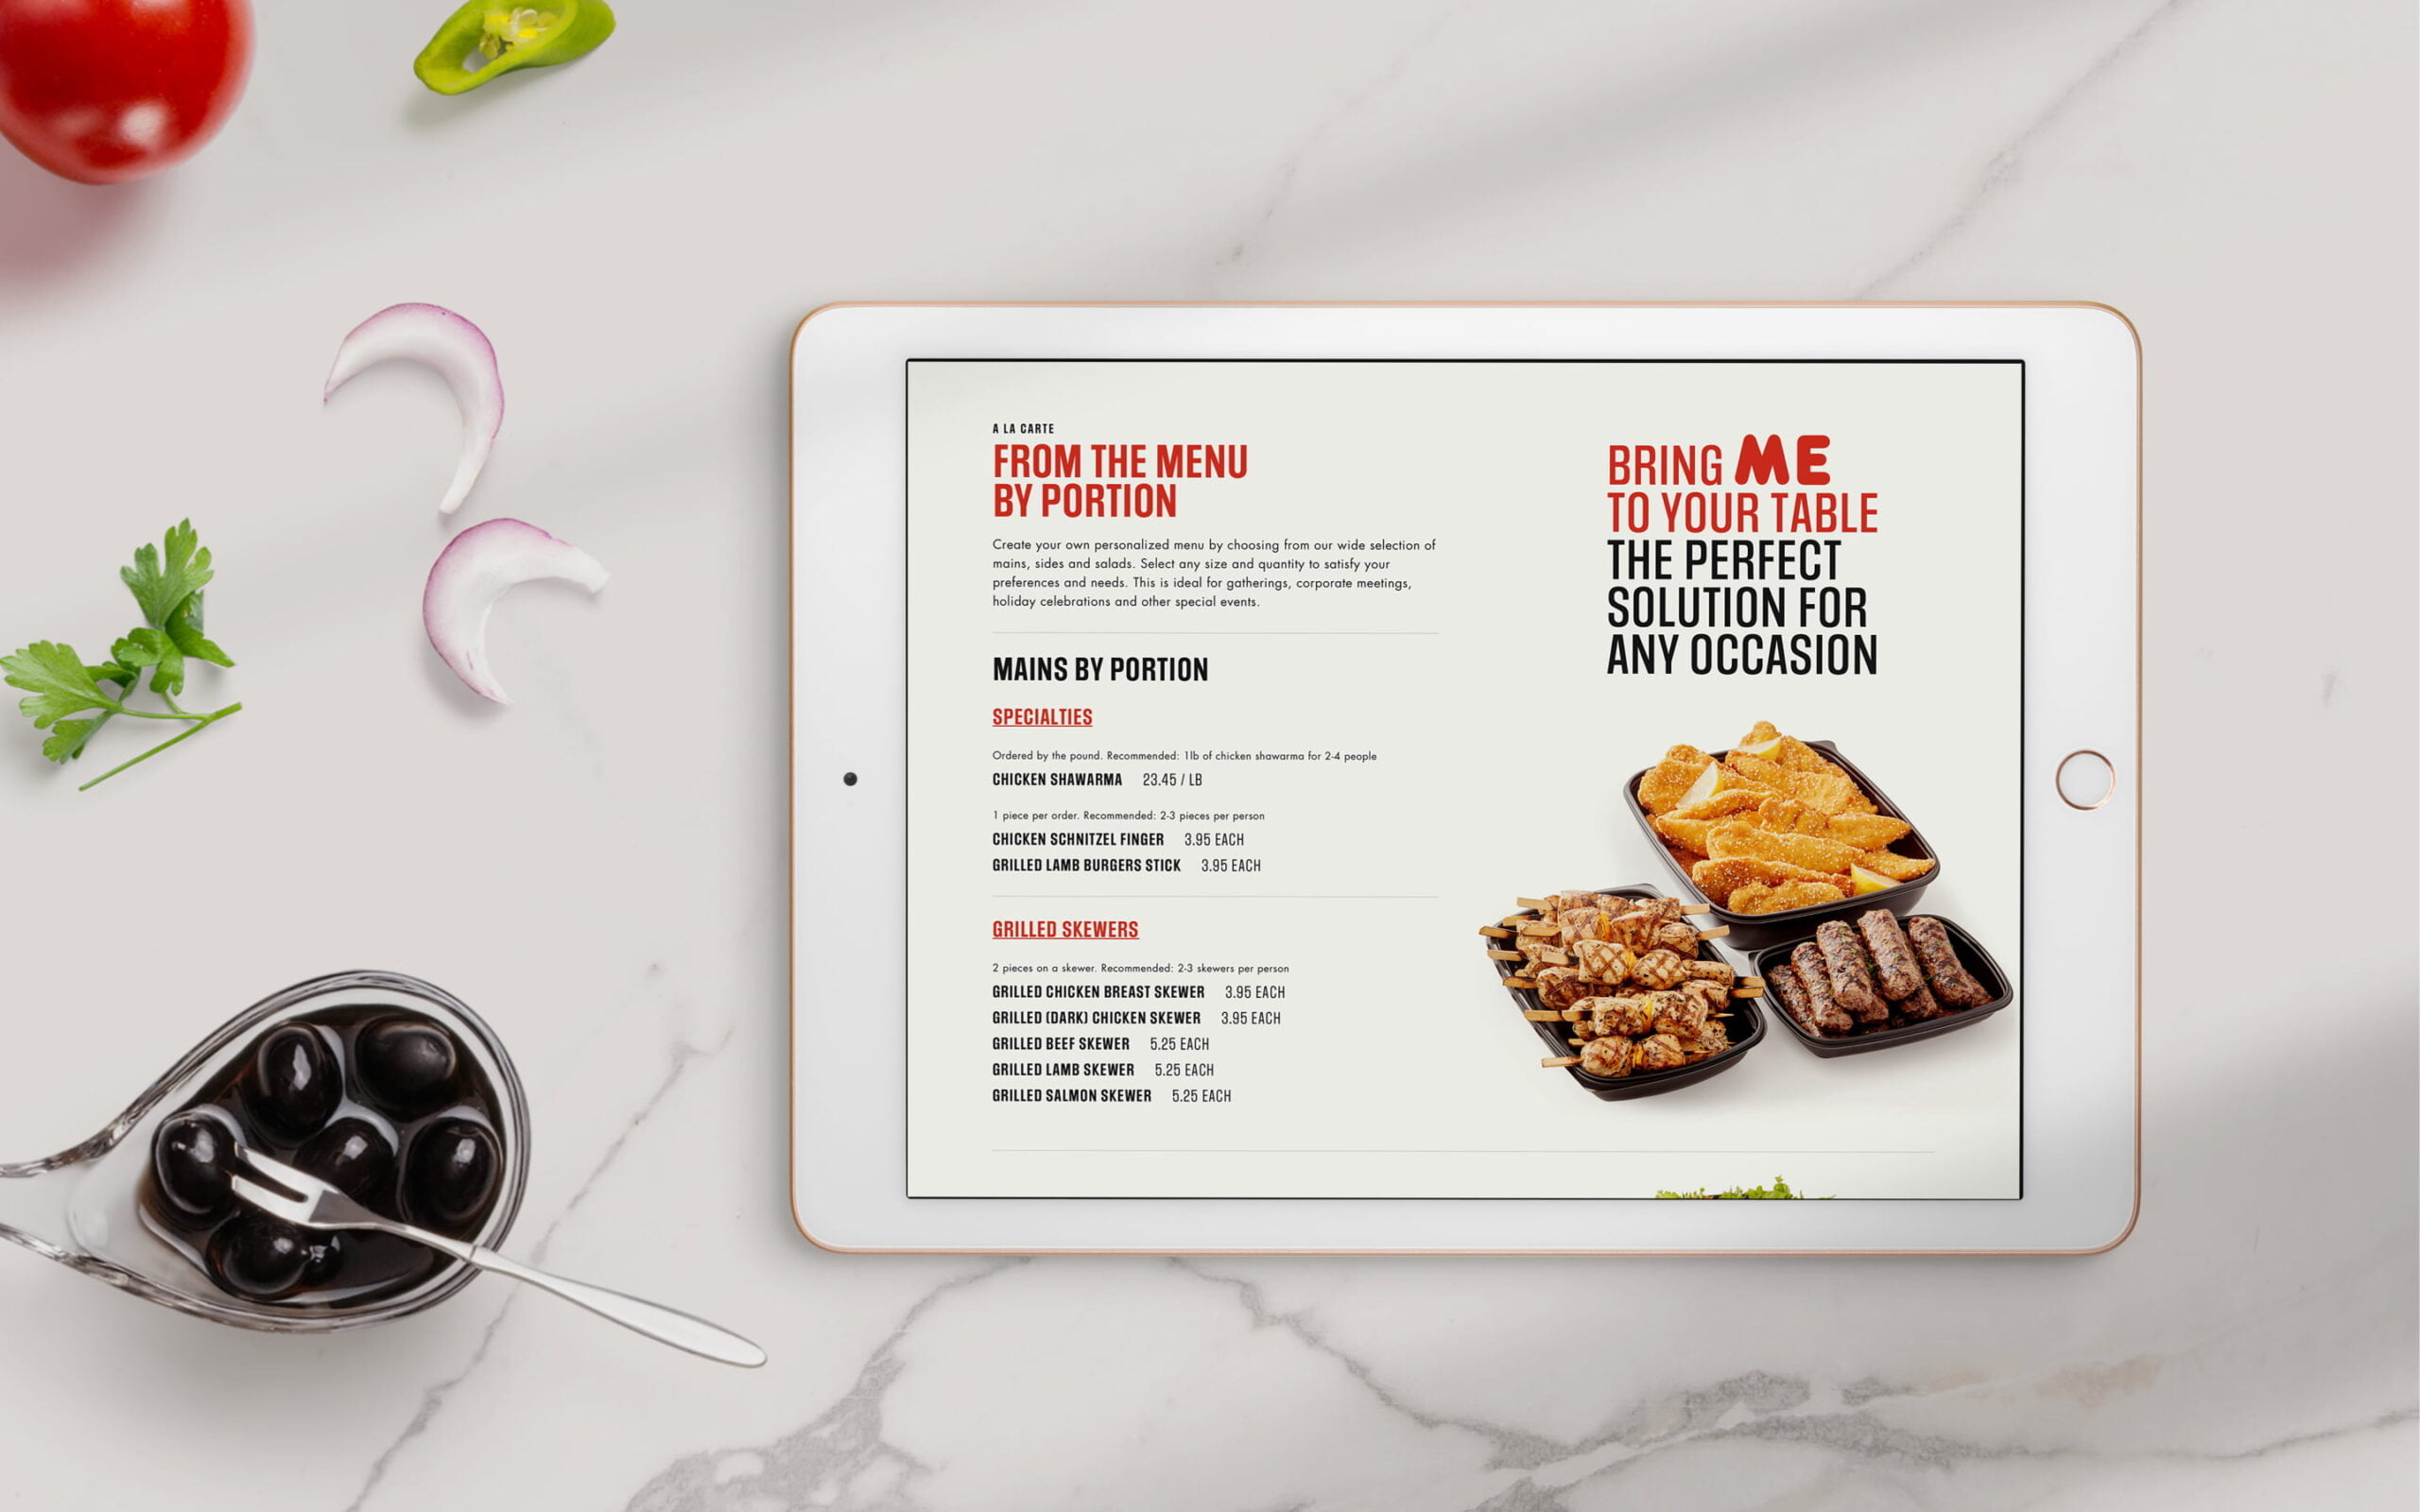 A LA CARTE
FROM THE MENU
BY PORTION
Create your own personalized menu by choosing from our wide selection of
mains, sides and salads. Select any size and quantity to satisfy your
preferences and needs. This is ideal for gatherings, corporate meetings,
holiday celebrations and other special events.
MAINS BY PORTION
SPECIALTIES
Ordered by the pound. Recommended: 1lb of chicken shawarma for 2-4 people
CHICKEN SHAWARMA 23.45 / LB
1 piece per order. Recommended: 2-3 pieces per person
CHICKEN SCHNITZEL FINGER 3.95 EACH
GRILLED LAMB BURGERS STICK 3.95 EACH
GRILLED SKEWERS
2 pieces on a skewer. Recommended: 2-3 skewers per person
GRILLED CHICKEN BREAST SKEWER 3.95 EACH
GRILLED (DARK) CHICKEN SKEWER 3.95 EACH
GRILLED BEEF SKEWER 5.25 EACH
GRILLED LAMB SKEWER 5.25 EACH
GRILLED SALMON SKEWER 5.25 EACH
BRING ME
TO YOUR TABLE
THE PERFECT
SOLUTION FOR
ANY OCCASION